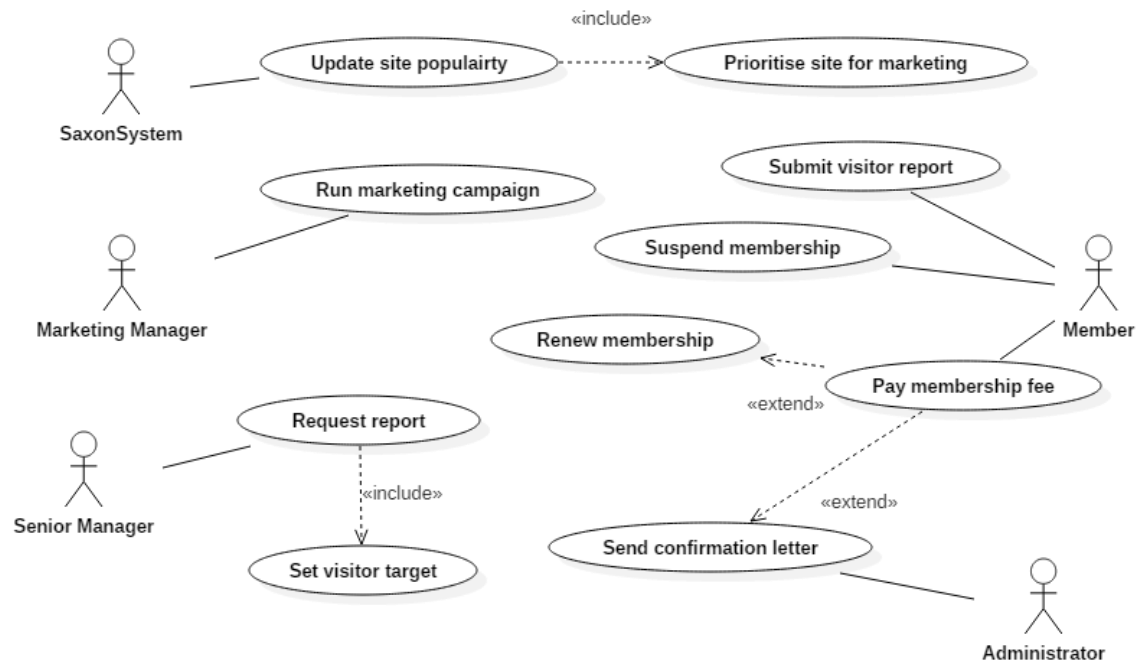 «include»
Update site populairty
Prioritise site for marketing
SaxonSystem
Submit visitor report
Run marketing campaign
Suspend membership
Marketing Manager
Member
Renew membership
Pay membership fee
«extend»
Request report
«include»
Senior Manager
«extend»
Send confirmation letter
Set visitor target
Administrator